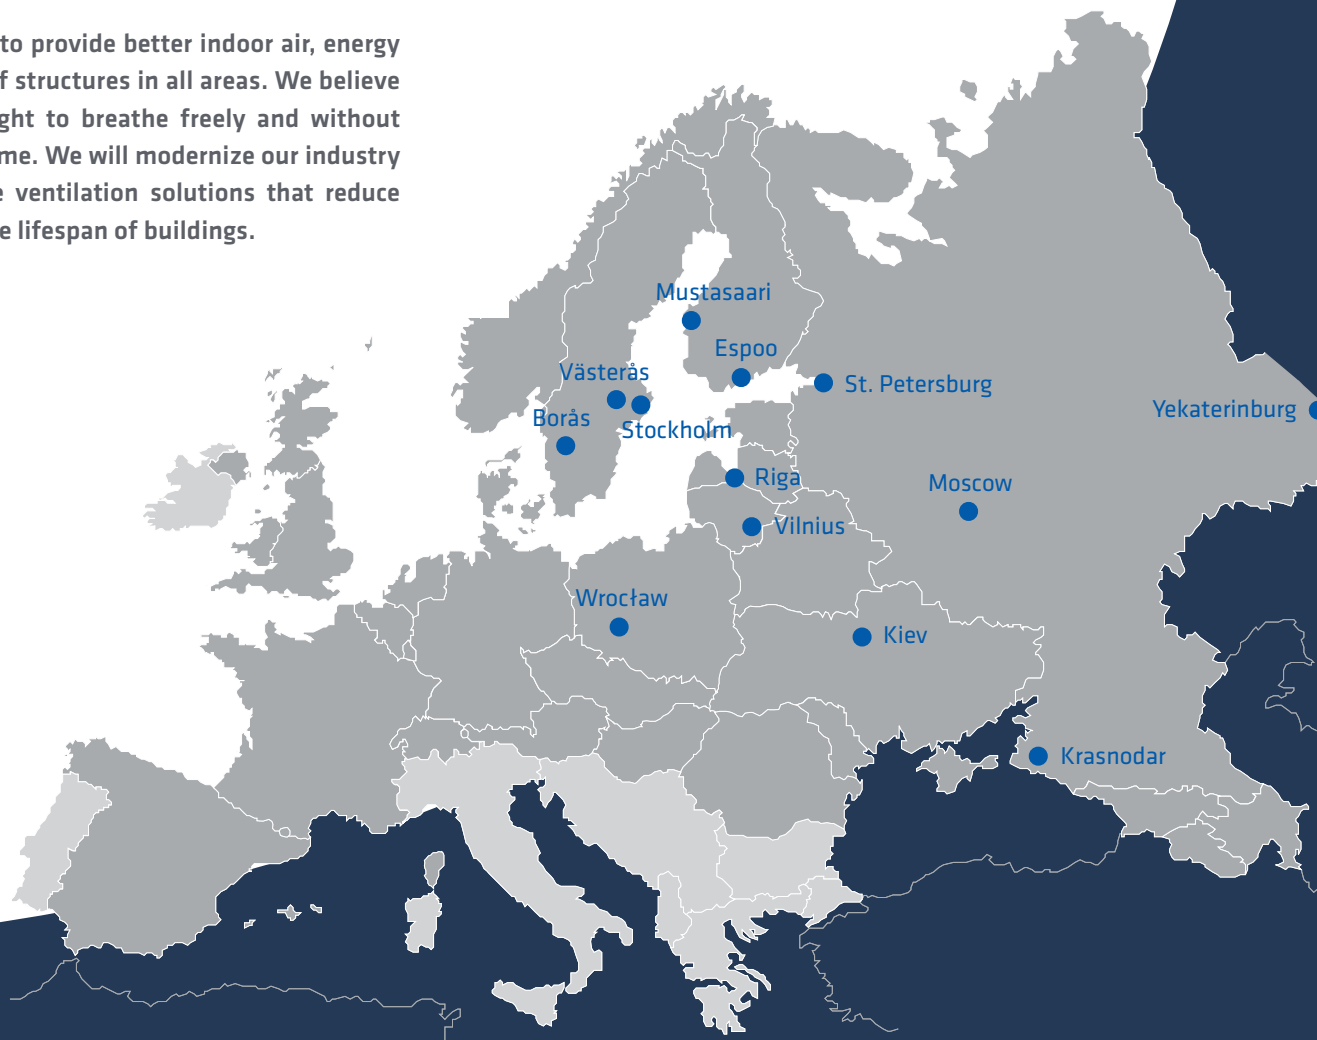 to provide better indoor air, energy
f structures in all areas. We believe
ght to breathe freely and without
me. We will modernize our industry
e ventilation solutions that reduce
e lifespan of buildings.
Mustasaari
Espoo
Västerås
St. Petersburg
Yekaterinburg
Borås
Stockholm
Riga
Moscow
Vilnius
Wrocław
Kiev
Krasnodar